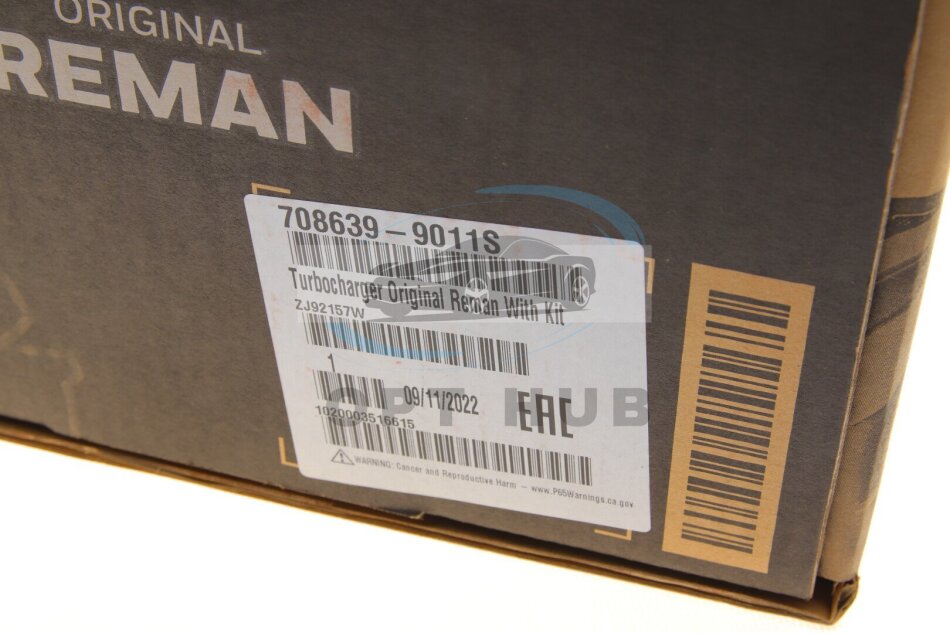 ORIGINAL
REMAN
708639-9011S
Turbocharger Original Reman With Kit
ZJ92157W
1
09/11/2022
EAC
OPT HUB
1020003516615
WARNING: Cancer and Reproductive Harm - www.P65Warnings.ca.gov